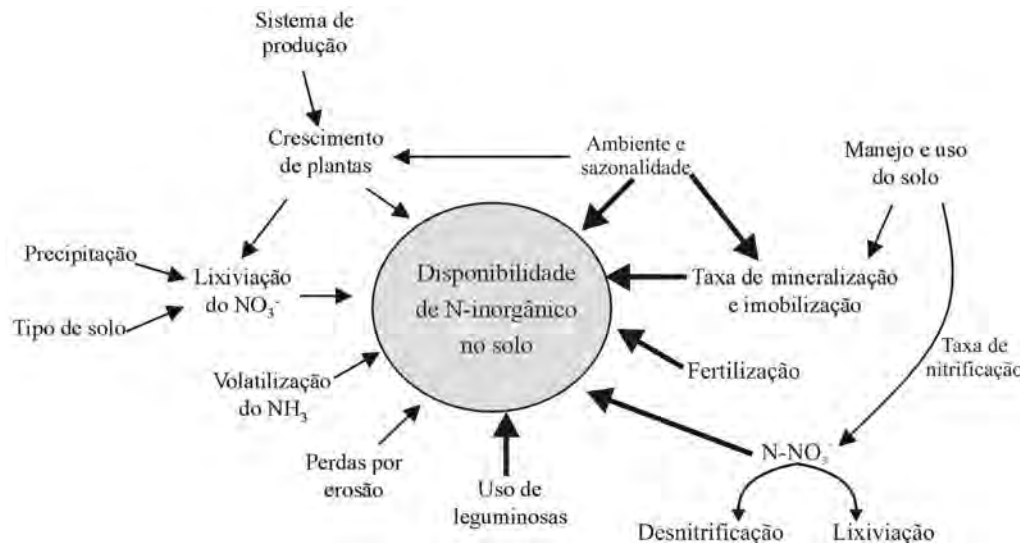 Sistema de
produção
Crescimento
de plantas
Ambiente e
sazonalidade
Manejo e uso
do solo
Precipitação
Lixiviação
do NO₃⁻
Tipo de solo
Disponibilidade
de N-inorgânico
no solo
Taxa de mineralização
e imobilização
Taxa de
nitrificação
Fertilização
Volatilização
do NH₃
Perdas por
erosão
Uso de
leguminosas
N-NO₃⁻
Desnitrificação
Lixiviação